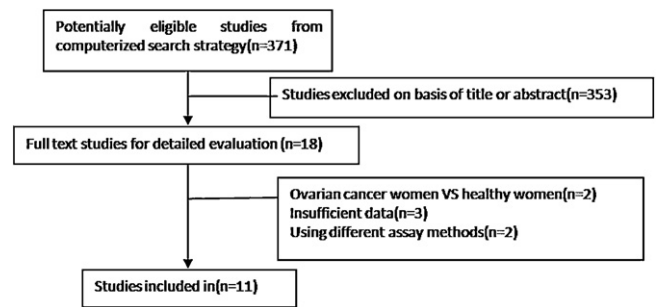 Potentially eligible studies from
computerized search strategy(n=371)
Studies excluded on basis of title or abstract(n=353)
Full text studies for detailed evaluation (n=18)
Ovarian cancer women VS healthy women(n=2)
Insufficient data(n=3)
Using different assay methods(n=2)
Studies included in(n=11)